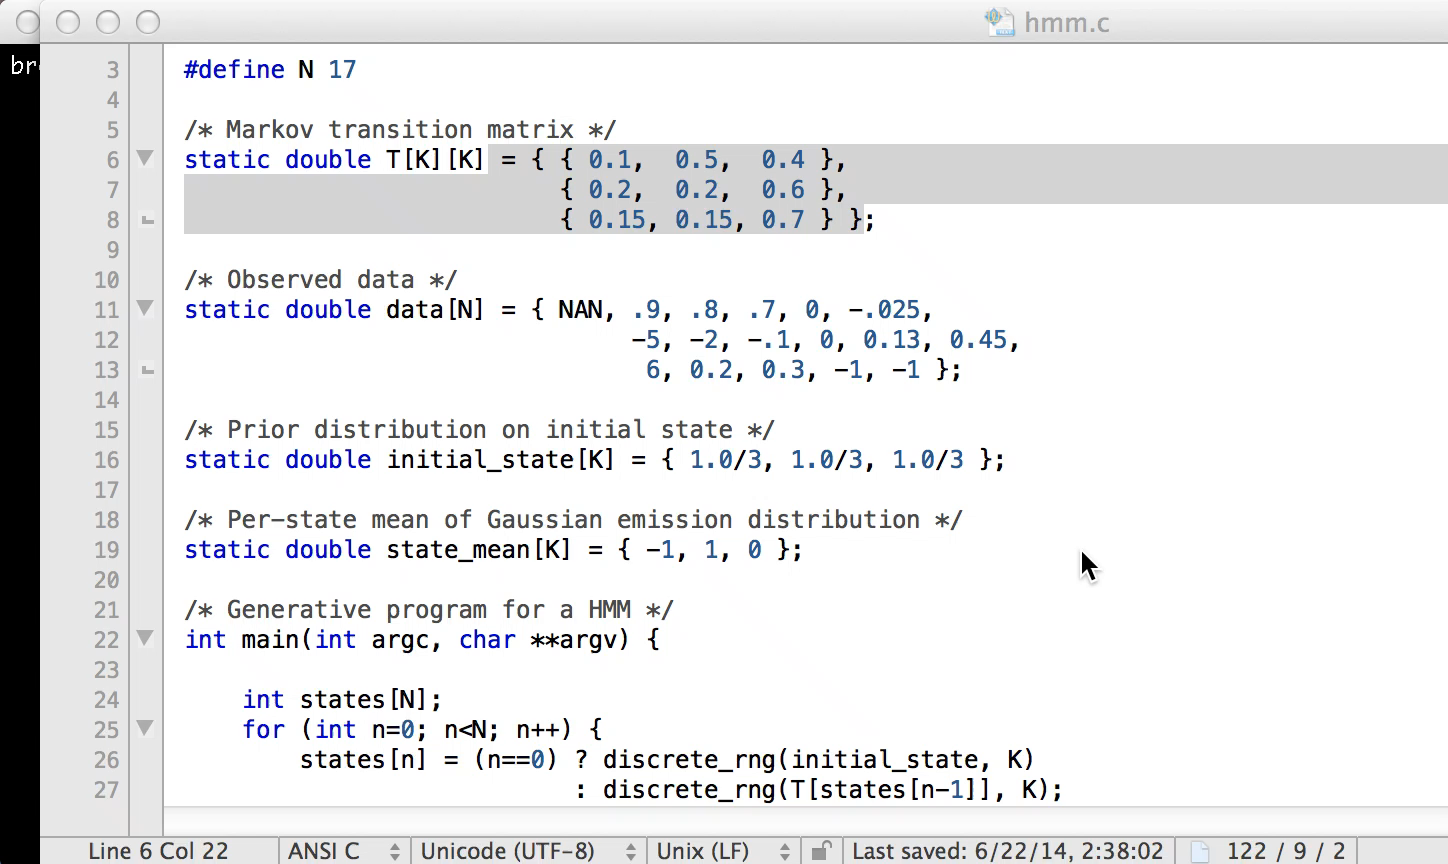 hmm.c
br
3 #define N 17
4
5 /* Markov transition matrix */
6 static double T[K][K] = { { 0.1, 0.5, 0.4 },
7 { 0.2, 0.2, 0.6 },
8 { 0.15, 0.15, 0.7 } };
9
10 /* Observed data */
11 static double data[N] = { NAN, .9, .8, .7, 0, -.025,
12 -5, -2, -.1, 0, 0.13, 0.45,
13 6, 0.2, 0.3, -1, -1 };
14
15 /* Prior distribution on initial state */
16 static double initial_state[K] = { 1.0/3, 1.0/3, 1.0/3 };
17
18 /* Per-state mean of Gaussian emission distribution */
19 static double state_mean[K] = { -1, 1, 0 };
20
21 /* Generative program for a HMM */
22 int main(int argc, char **argv) {
23
24 int states[N];
25 for (int n=0; n<N; n++) {
26 states[n] = (n==0) ? discrete_rng(initial_state, K)
27 : discrete_rng(T[states[n-1]], K);
Line 6 Col 22 ANSI C Unicode (UTF-8) Unix (LF) Last saved: 6/22/14, 2:38:02 122 / 9 / 2